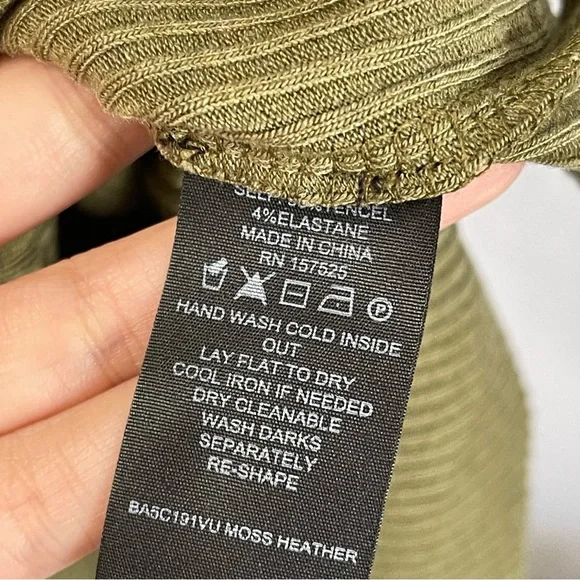 4%ELASTANE
MADE IN CHINA
RN 157525
P
HAND WASH COLD INSIDE
OUT
LAY FLAT TO DRY
COOL IRON IF NEEDED
DRY CLEANABLE
WASH DARKS
SEPARATELY
RE-SHAPE
BA5C191VU MOSS HEATHER